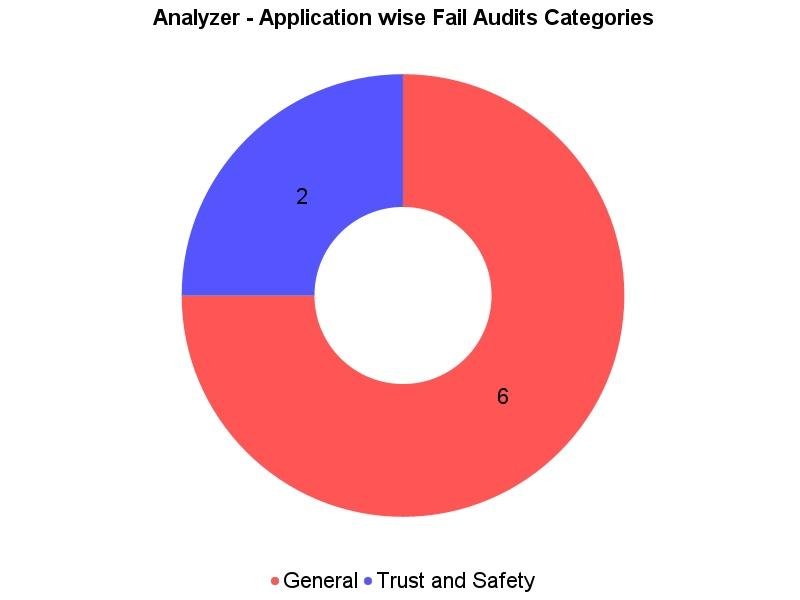 Analyzer - Application wise Fail Audits Categories
2
6
General Trust and Safety